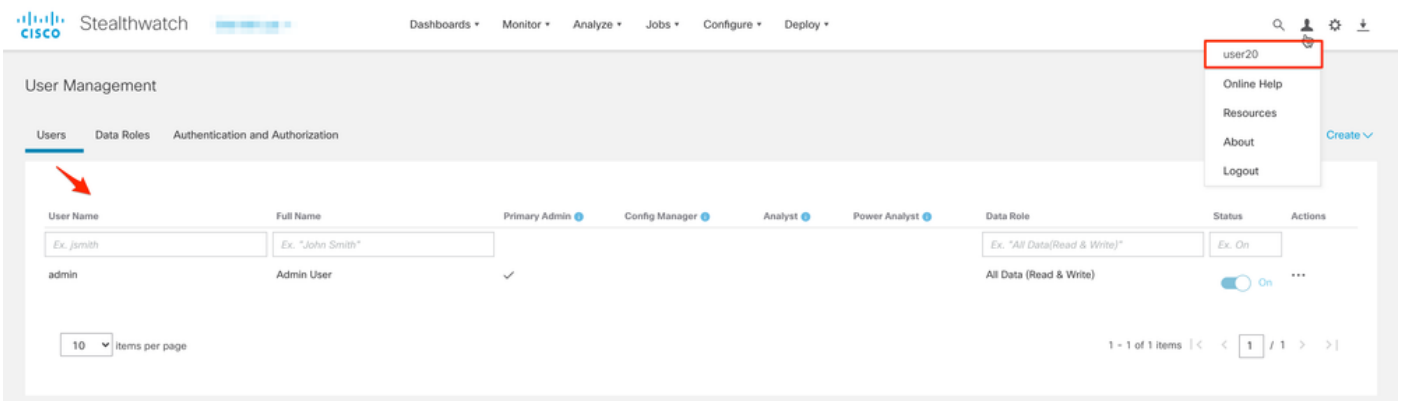 CISCO Stealthwatch Dashboards Monitor Analyze Jobs Configure Deploy
user20
User Management
Online Help
Resources
Users Data Roles Authentication and Authorization
About
Create
Logout
User Name Full Name Primary Admin Config Manager Analyst Power Analyst Data Role Status Actions
Ex. jsmith Ex. "John Smith" Ex. "All Data(Read & Write)" Ex. On
admin Admin User All Data (Read & Write) On ...
10 items per page 1 - 1 of 1 items |< < 1 / 1 > >|